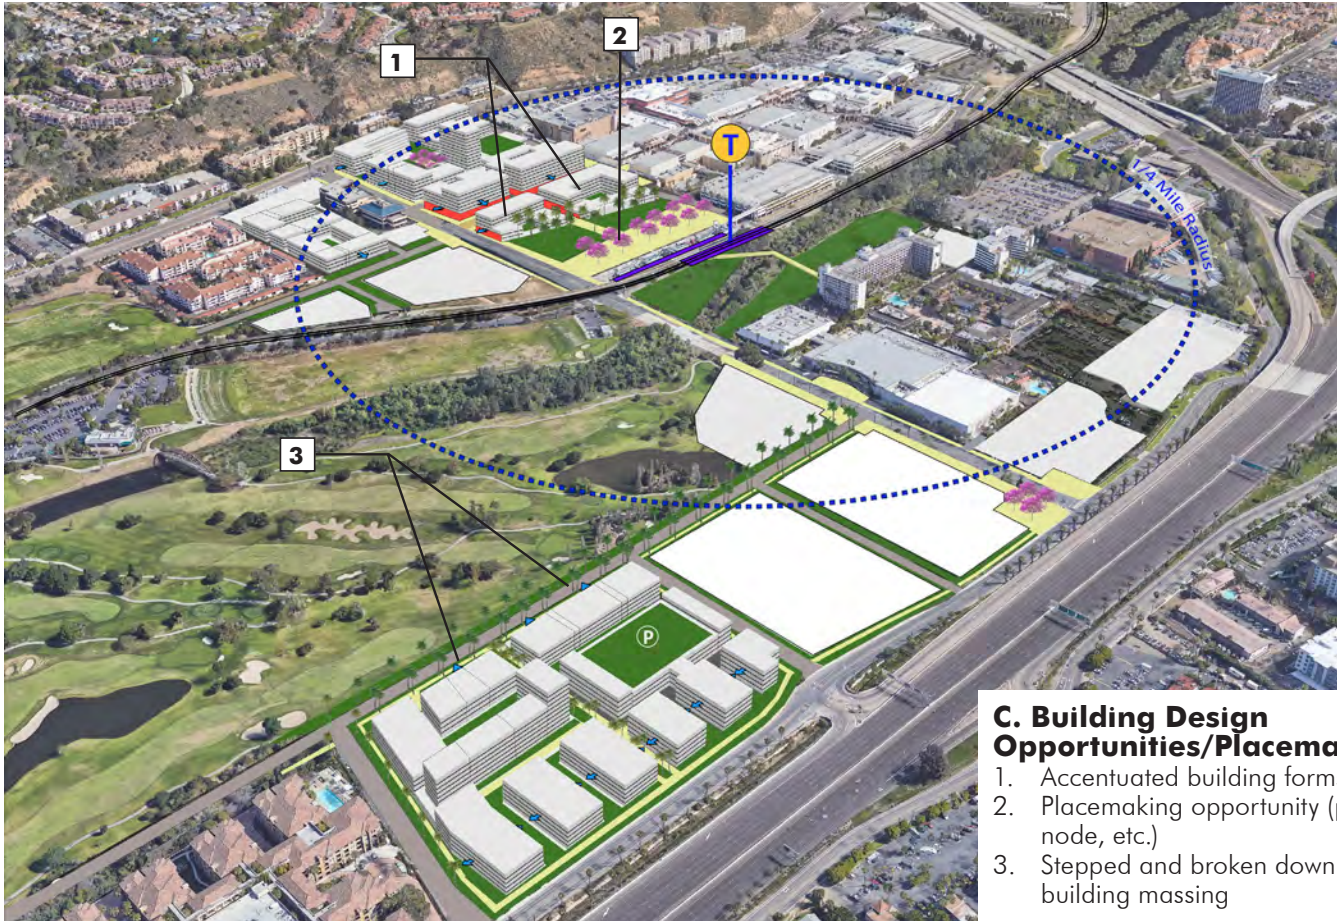 1
2
T
1/4 Mile Radius
3
P
C. Building Design
Opportunities/Placema
1. Accentuated building form
2. Placemaking opportunity (
node, etc.)
3. Stepped and broken down
building massing